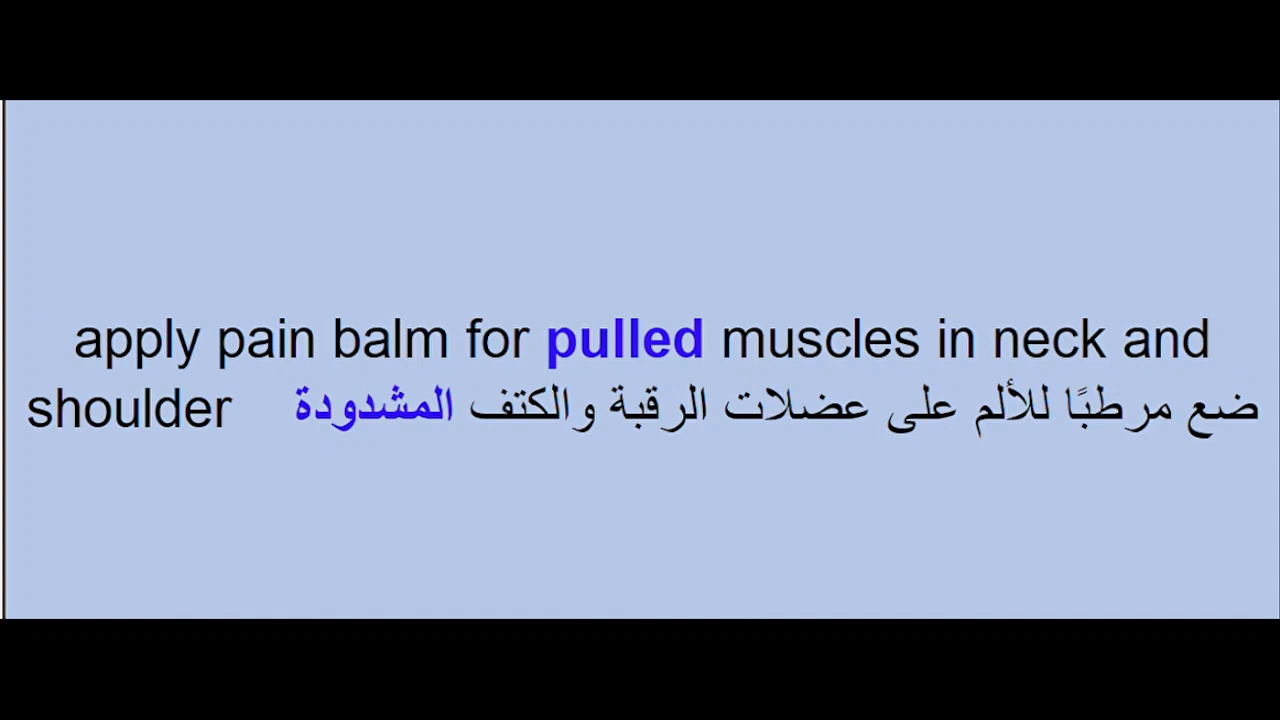 apply pain balm for pulled muscles in neck and
shoulder ضع مرطبًا للألم على عضلات الرقبة والكتف المشدودة